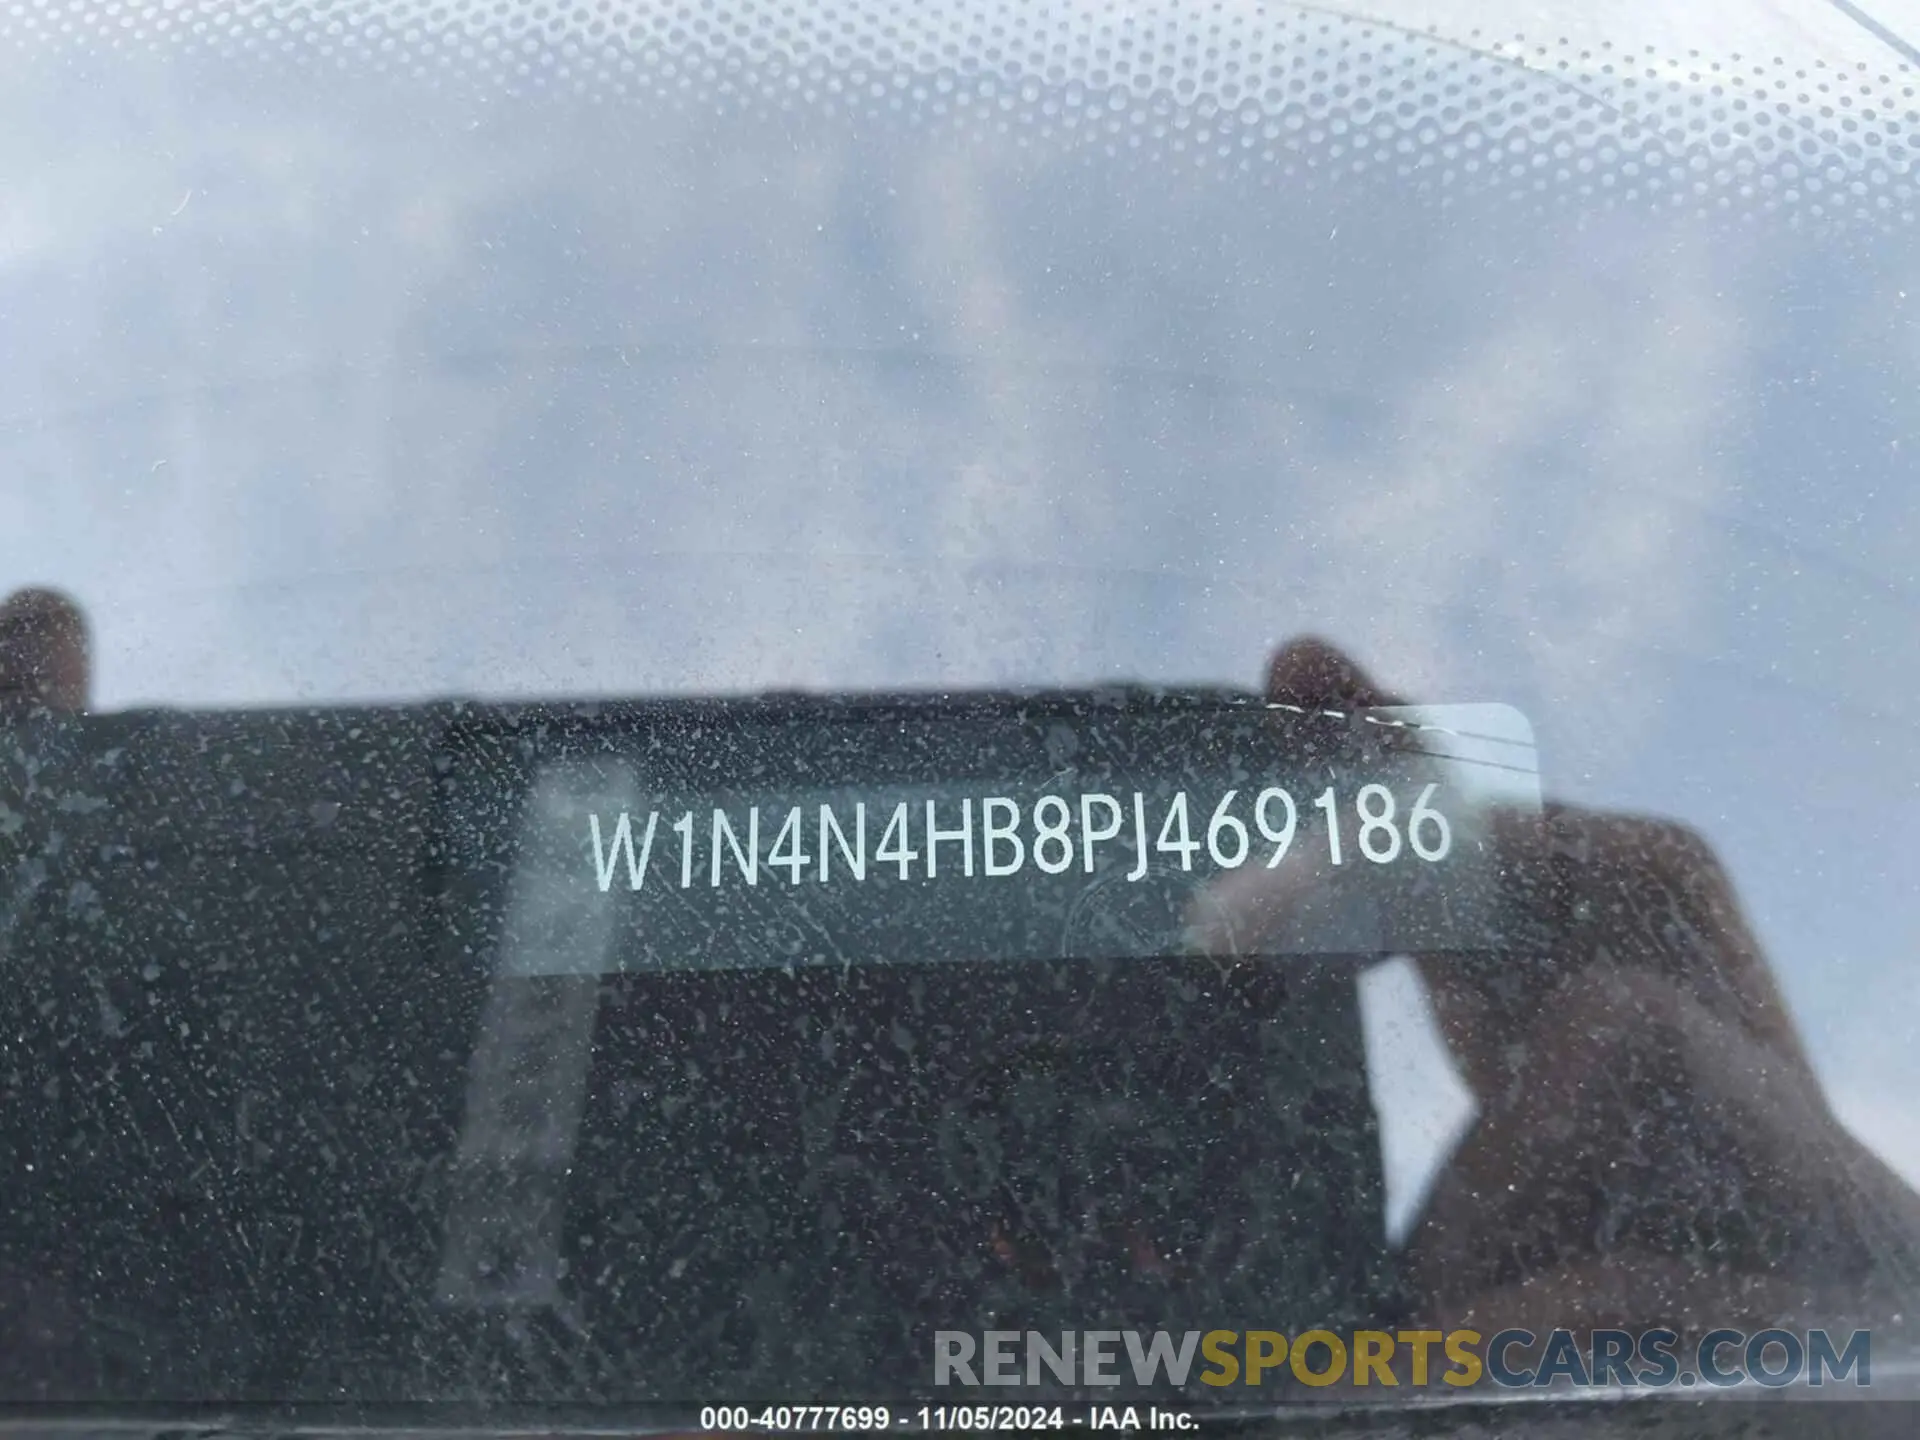 W1N4N4HB8PJ469186
RENEWSPORTSCARS.COM
000-40777699 - 11/05/2024 - IAA Inc.